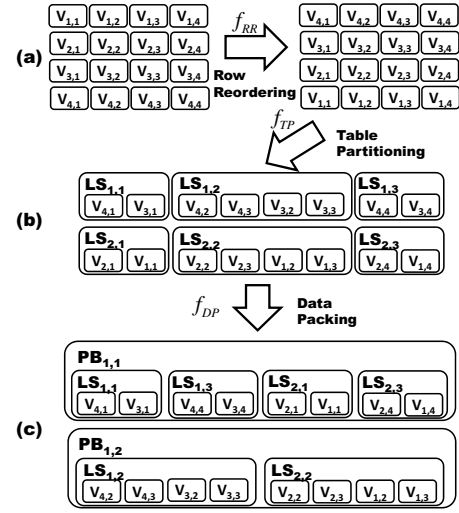 V1,1 V1,2 V1,3 V1,4 fRR V4,1 V4,2 V4,3 V4,4
V2,1 V2,2 V2,3 V2,4 V3,1 V3,2 V3,3 V3,4
(a)
V3,1 V3,2 V3,3 V3,4 Row V2,1 V2,2 V2,3 V2,4
V4,1 V4,2 V4,3 V4,4 Reordering V1,1 V1,2 V1,3 V1,4
fTP Table
Partitioning
LS1,1 LS1,2 LS1,3
V4,1 V3,1 V4,2 V4,3 V3,2 V3,3 V4,4 V3,4
(b)
LS2,1 LS2,2 LS2,3
V2,1 V1,1 V2,2 V2,3 V1,2 V1,3 V2,4 V1,4
fDP Data
Packing
PB1,1
LS1,1 LS1,3 LS2,1 LS2,3
V4,1 V3,1 V4,4 V3,4 V2,1 V1,1 V2,4 V1,4
(c)
PB1,2
LS1,2 LS2,2
V4,2 V4,3 V3,2 V3,3 V2,2 V2,3 V1,2 V1,3